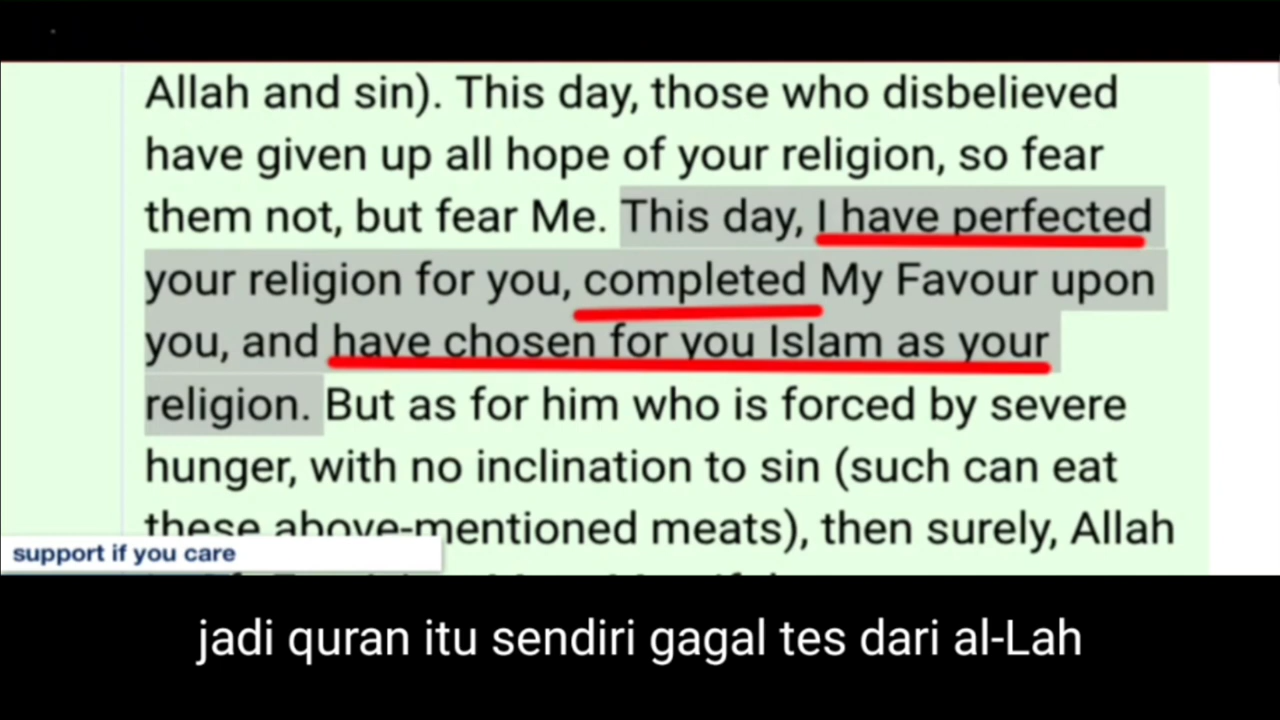 Allah and sin). This day, those who disbelieved
have given up all hope of your religion, so fear
them not, but fear Me. This day, I have perfected
your religion for you, completed My Favour upon
you, and have chosen for you Islam as your
religion. But as for him who is forced by severe
hunger, with no inclination to sin (such can eat
these above-mentioned meats), then surely, Allah
support if you care
jadi quran itu sendiri gagal tes dari al-Lah